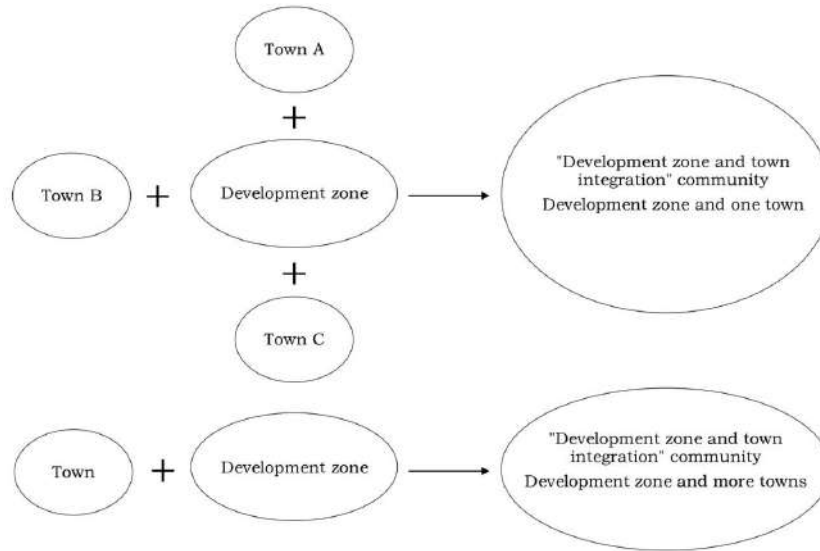 Town A
+
Town B
+
Development zone
"Development zone and town
integration" community
Development zone and one town
+
Town C
Town
+
Development zone
"Development zone and town
integration" community
Development zone and more towns